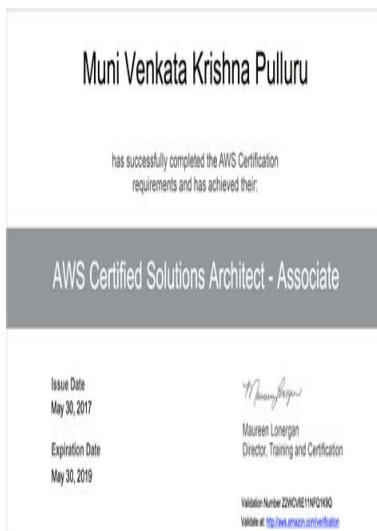 Muni Venkata Krishna Pulluru
has successfully completed the AWS Certification
requirements and has achieved their:
AWS Certified Solutions Architect - Associate
Issue Date
May 30, 2017
Expiration Date
May 30, 2019
Maureen Lonergan
Director, Training and Certification
Validation Number
Validate at: http://aws.amazon.com/verification